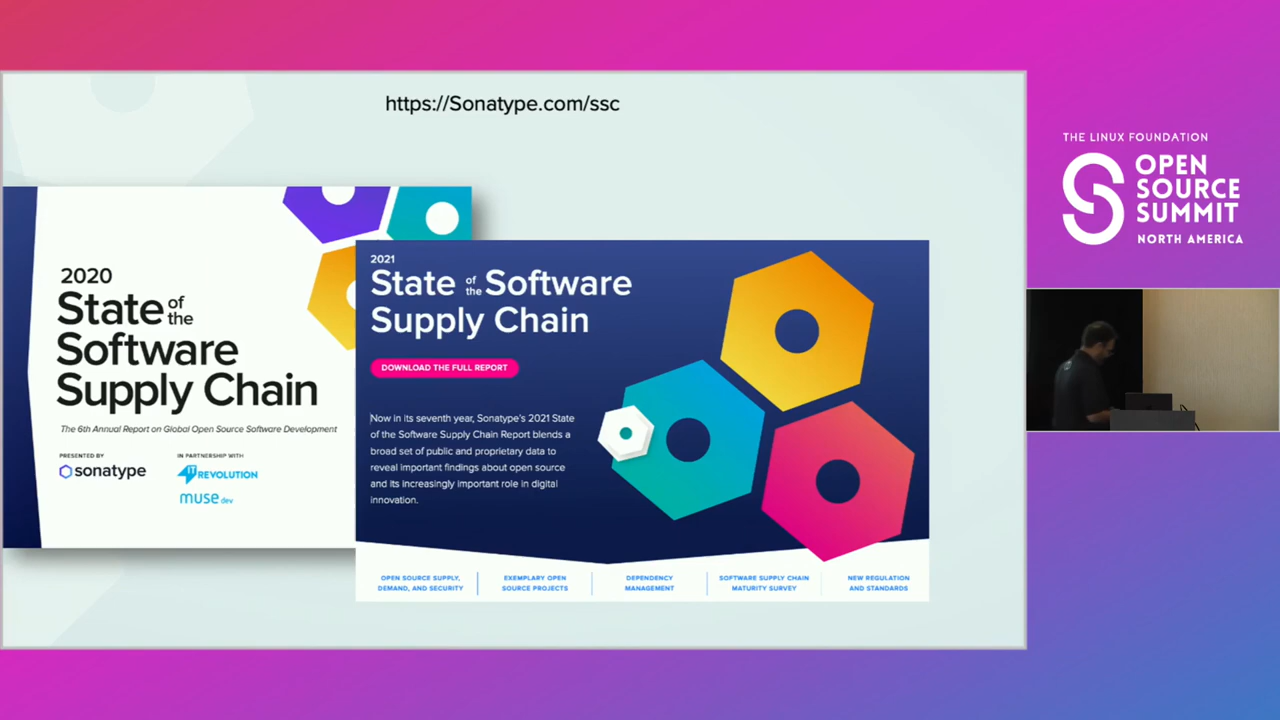 https://Sonatype.com/ssc
2020
State of the
Software
Supply Chain
The 6th Annual Report on Global Open Source Software Development
PRESENTED BY
sonatype
IN PARTNERSHIP WITH
IT REVOLUTION
muse dev
2021
State of the Software
Supply Chain
DOWNLOAD THE FULL REPORT
Now in its seventh year, Sonatype's 2021 State
of the Software Supply Chain Report blends a
broad set of public and proprietary data to
reveal important findings about open source
and its increasingly important role in digital
innovation.
OPEN SOURCE SUPPLY,
DEMAND, AND SECURITY
EXEMPLARY OPEN
SOURCE PROJECTS
DEPENDENCY
MANAGEMENT
SOFTWARE SUPPLY CHAIN
MATURITY SURVEY
NEW REGULATION
AND STANDARDS
THE LINUX FOUNDATION
OPEN
SOURCE
SUMMIT
NORTH AMERICA